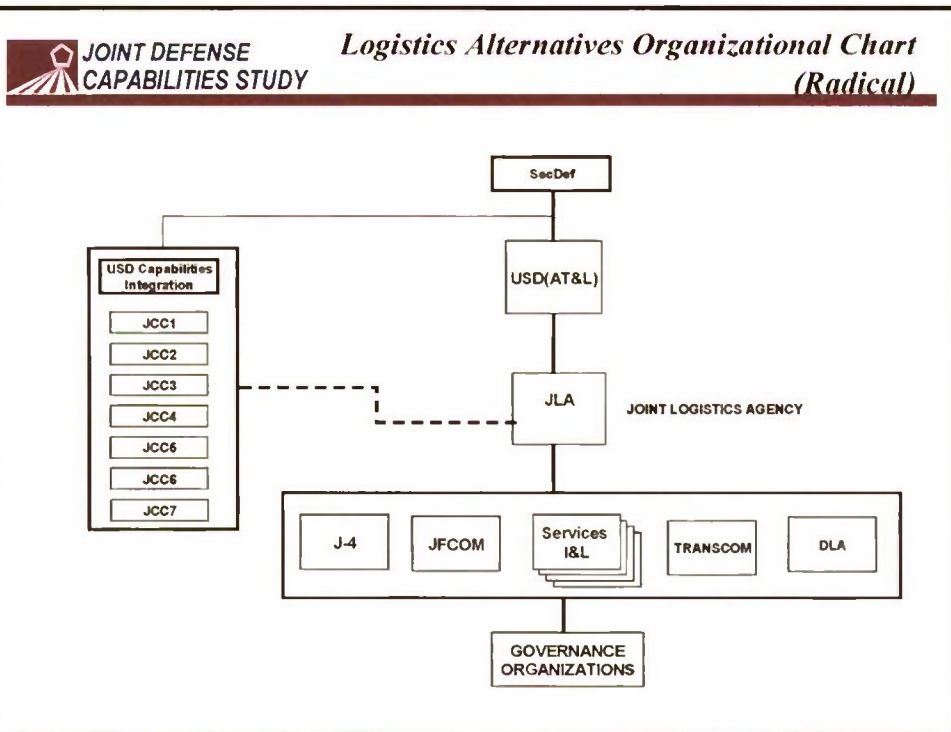 JOINT DEFENSE
CAPABILITIES STUDY
Logistics Alternatives Organizational Chart
(Radical)
SecDef
USD Capabilities
Integration
JCC1
JCC2
JCC3
JCC4
JCC5
JCC6
JCC7
USD(AT&L)
JLA
JOINT LOGISTICS AGENCY
J-4
JFCOM
Services
I&L
TRANSCOM
DLA
GOVERNANCE
ORGANIZATIONS